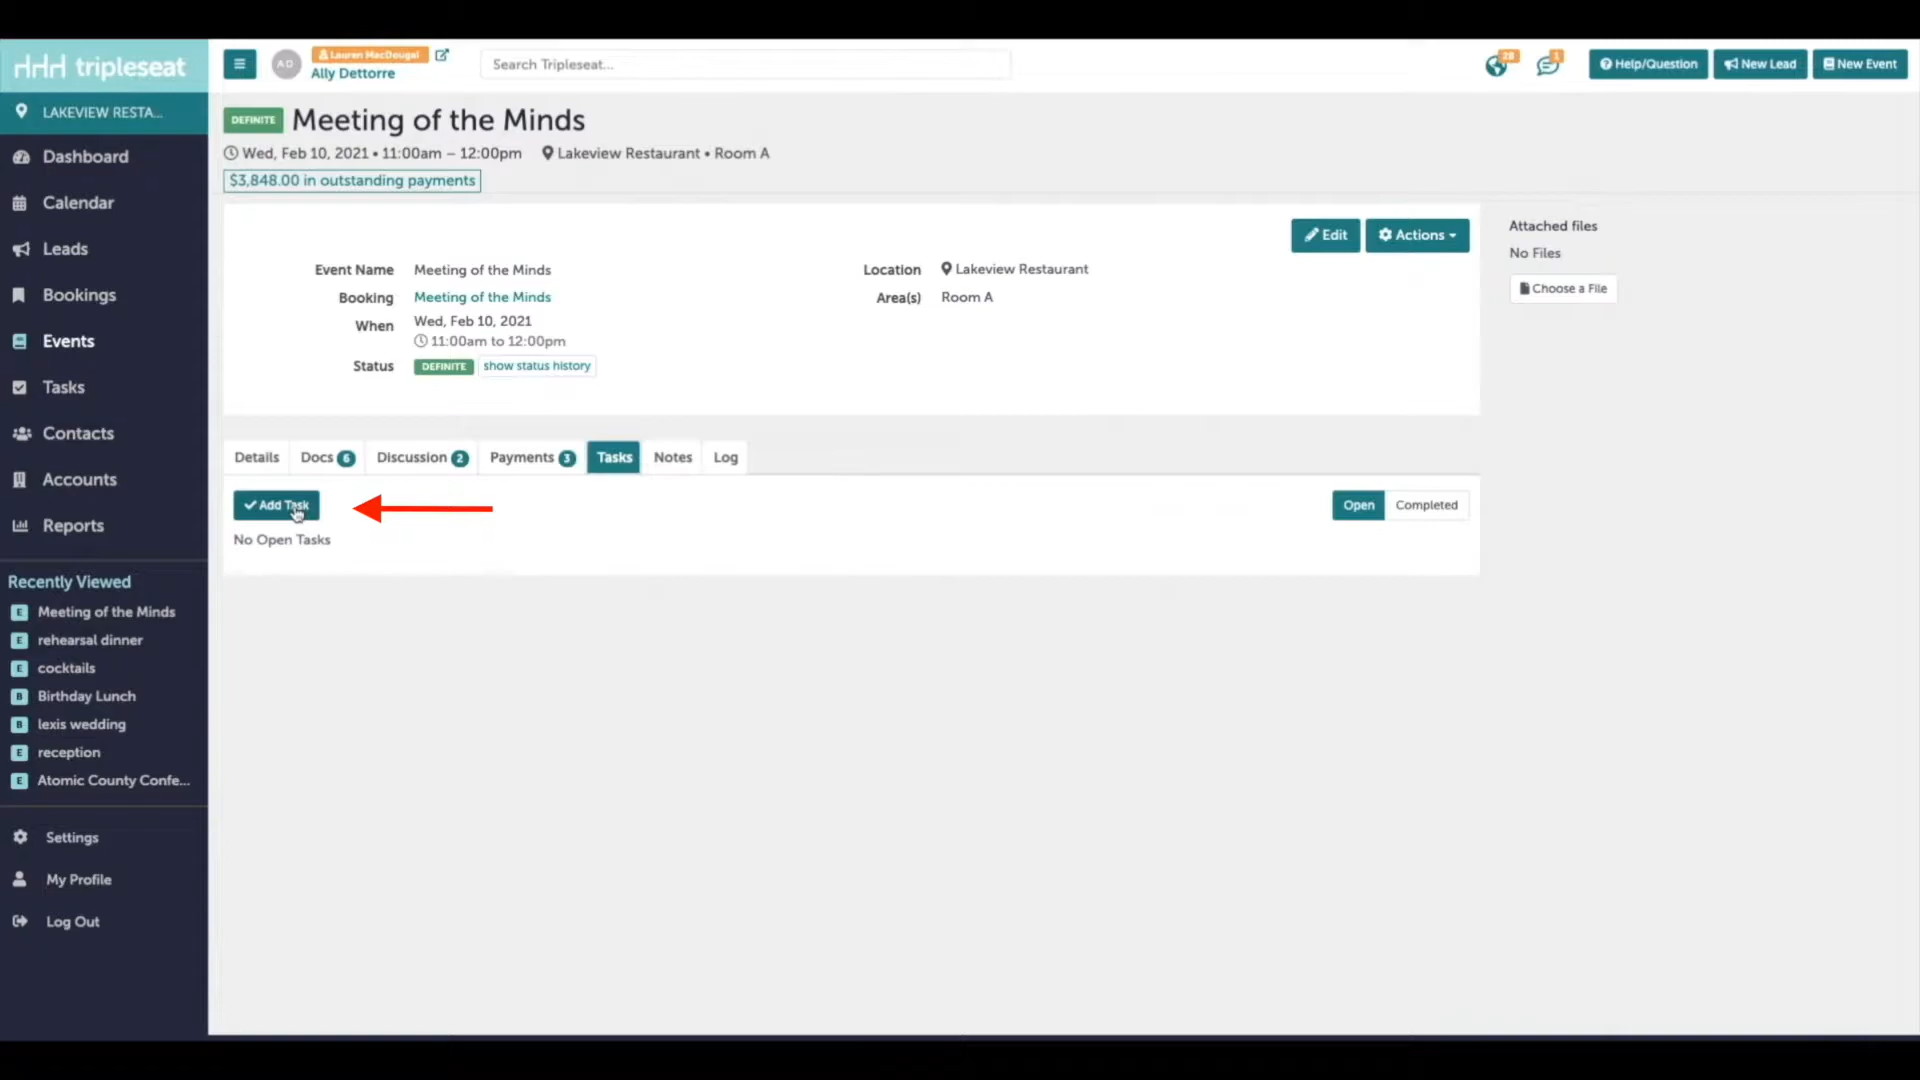 tripleseat
AD
Lauren MacDougal
Ally Dettorre
Search Tripleseat...
28
1
Help/Question
New Lead
New Event
LAKEVIEW RESTA...
Dashboard
Calendar
Leads
Bookings
Events
Tasks
Contacts
Accounts
Reports
Recently Viewed
E Meeting of the Minds
E rehearsal dinner
E cocktails
B Birthday Lunch
B lexis wedding
E reception
E Atomic County Confe...
Settings
My Profile
Log Out
DEFINITE Meeting of the Minds
Wed, Feb 10, 2021 • 11:00am – 12:00pm Lakeview Restaurant • Room A
$3,848.00 in outstanding payments
Edit Actions
Event Name Meeting of the Minds
Booking Meeting of the Minds
When Wed, Feb 10, 2021
11:00am to 12:00pm
Status DEFINITE show status history
Location Lakeview Restaurant
Area(s) Room A
Attached files
No Files
Choose a File
Details Docs 6 Discussion 2 Payments 3 Tasks Notes Log
Add Task
Open Completed
No Open Tasks